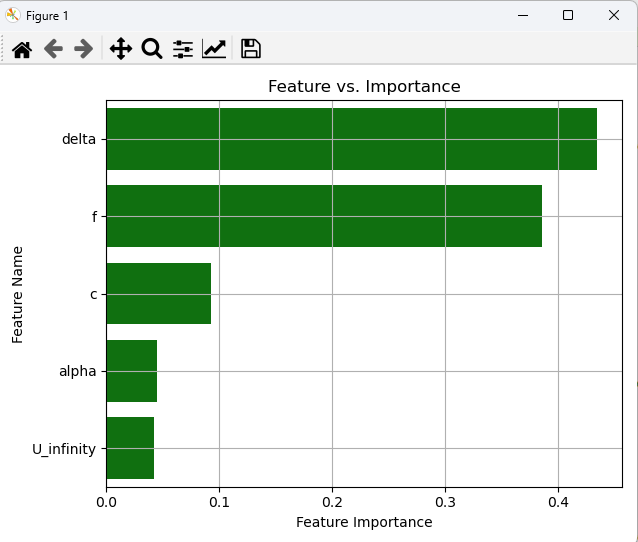 Figure 1
Feature vs. Importance
Feature Name
delta
f
c
alpha
U_infinity
0.0 0.1 0.2 0.3 0.4
Feature Importance